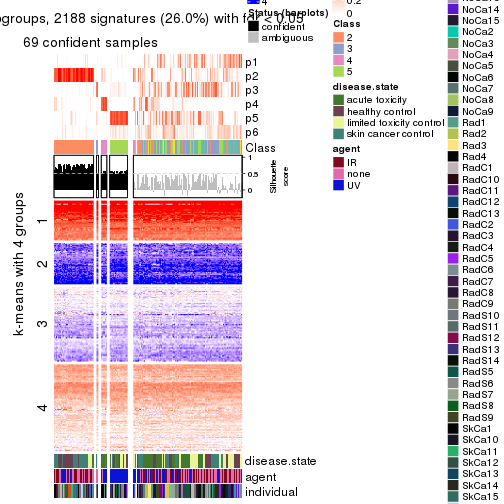 groups, 2188 signatures (26.0%) with fdr < 0.05
69 confident samples
p1
p2
p3
p4
p5
p6
Class
1
0.5
0
Silhouette
score
k-means with 4 groups
1
2
3
4
disease.state
agent
individual
4
Status (barplots)
confident
ambiguous
0.2
0
Class
2
3
4
5
disease.state
acute toxicity
healthy control
limited toxicity control
skin cancer control
agent
IR
none
UV
NoCa14
NoCa15
NoCa2
NoCa3
NoCa4
NoCa5
NoCa6
NoCa7
NoCa8
NoCa9
Rad1
Rad2
Rad3
Rad4
RadC1
RadC10
RadC11
RadC12
RadC13
RadC2
RadC3
RadC4
RadC5
RadC6
RadC7
RadC8
RadC9
RadS10
RadS11
RadS12
RadS13
RadS14
RadS5
RadS6
RadS7
RadS8
RadS9
SkCa1
SkCa10
SkCa11
SkCa12
SkCa13
SkCa14